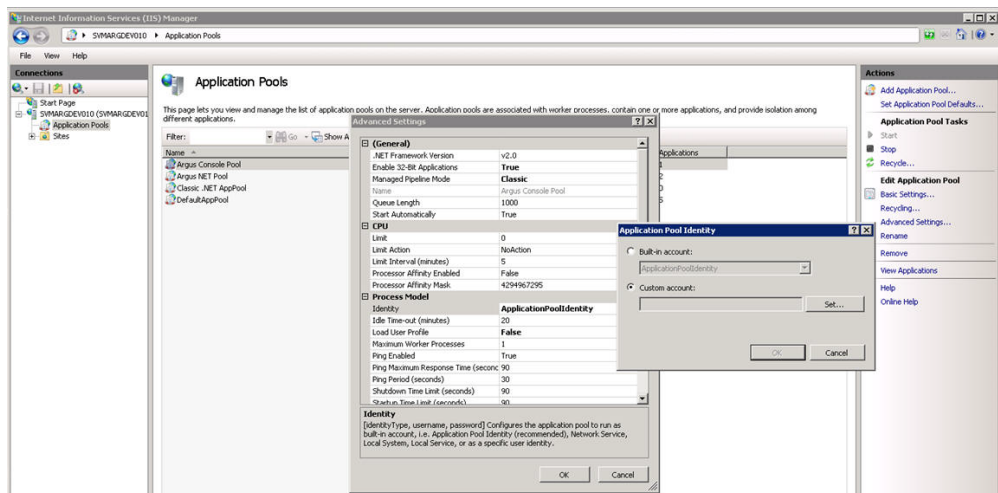 Internet Information Services (IIS) Manager
SVMARGDEV010 Application Pools
File View Help
Connections
Start Page
SVMARGDEV010 (SVMARGDEV01
Application Pools
Sites
Application Pools
This page lets you view and manage the list of application pools on the server. Application pools are associated with worker processes, contain one or more applications, and provide isolation among
different applications.
Filter: Go Show A
Name Applications
Argus Console Pool 1
Argus NET Pool 2
Classic .NET AppPool 0
DefaultAppPool
Advanced Settings
(General)
.NET Framework Version v2.0
Enable 32-Bit Applications True
Managed Pipeline Mode Classic
Name Argus Console Pool
Queue Length 1000
Start Automatically True
CPU
Limit 0
Limit Action NoAction
Limit Interval (minutes) 5
Processor Affinity Enabled False
Processor Affinity Mask 4294967295
Process Model
Identity ApplicationPoolIdentity
Idle Time-out (minutes) 20
Load User Profile False
Maximum Worker Processes 1
Ping Enabled True
Ping Maximum Response Time (seconc 90
Ping Period (seconds) 30
Shutdown Time Limit (seconds) 90
Startup Time Limit (seconds) 90
Identity
[identityType, username, password] Configures the application pool to run as
built-in account, i.e. Application Pool Identity (recommended), Network Service,
Local System, Local Service, or as a specific user identity.
OK Cancel
Application Pool Identity
Built-in account:
ApplicationPoolIdentity
Custom account:
Set...
OK Cancel
Actions
Add Application Pool...
Set Application Pool Defaults...
Application Pool Tasks
Start
Stop
Recycle...
Edit Application Pool
Basic Settings...
Recycling...
Advanced Settings...
Rename
Remove
View Applications
Help
Online Help